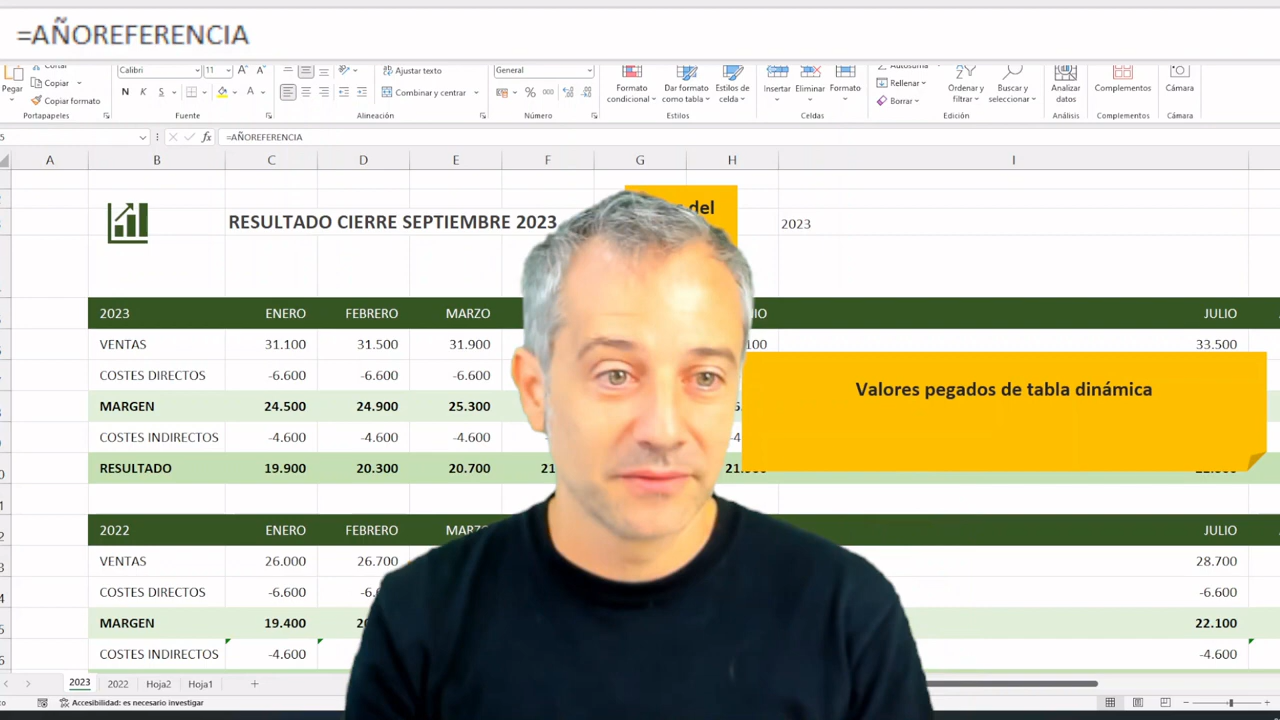 =AÑOREFERENCIA
Cortar
Pegar
Copiar
Copiar formato
Portapapeles
Calibri 11
N K S
Fuente
Ajustar texto
Combinar y centrar
Alineación
General
% 000
Número
Formato condicional
Dar formato como tabla
Estilos de celda
Estilos
Insertar Eliminar Formato
Celdas
Autosuma
Rellenar
Borrar
Ordenar y filtrar
Buscar y seleccionar
Edición
Analizar datos
Análisis
Complementos
Complementos
Cámara
Cámara
fx =AÑOREFERENCIA
A B C D E F G H I
RESULTADO CIERRE SEPTIEMBRE 2023 del 2023
2023 ENERO FEBRERO MARZO JULIO
VENTAS 31.100 31.500 31.900 33.500
COSTES DIRECTOS -6.600 -6.600 -6.600
Valores pegados de tabla dinámica
MARGEN 24.500 24.900 25.300
COSTES INDIRECTOS -4.600 -4.600 -4.600
RESULTADO 19.900 20.300 20.700
2022 ENERO FEBRERO MARZO JULIO
VENTAS 26.000 26.700 28.700
COSTES DIRECTOS -6.600 -6.600
MARGEN 19.400 22.100
COSTES INDIRECTOS -4.600 -4.600
2023 2022 Hoja2 Hoja1
Accesibilidad: es necesario investigar